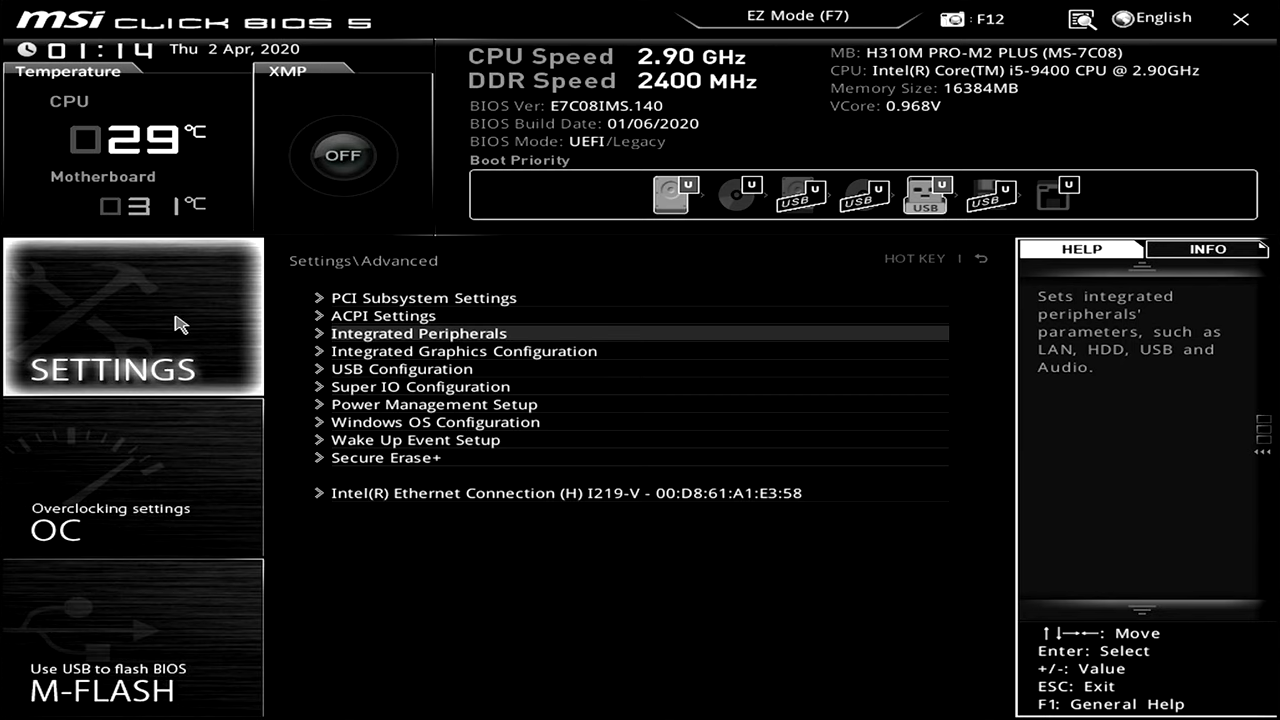 msi CLICK BIOS 5
EZ Mode (F7)
: F12
English
01:14 Thu 2 Apr, 2020
Temperature
CPU
29°C
Motherboard
31°C
XMP
OFF
CPU Speed 2.90 GHz
DDR Speed 2400 MHz
BIOS Ver: E7C08IMS.140
BIOS Build Date: 01/06/2020
BIOS Mode: UEFI/Legacy
Boot Priority
MB: H310M PRO-M2 PLUS (MS-7C08)
CPU: Intel(R) Core(TM) i5-9400 CPU @ 2.90GHz
Memory Size: 16384MB
VCore: 0.968V
U U USB U USB U USB U USB U U
SETTINGS
Overclocking settings
OC
Use USB to flash BIOS
M-FLASH
Settings\Advanced
HOT KEY |
PCI Subsystem Settings
ACPI Settings
Integrated Peripherals
Integrated Graphics Configuration
USB Configuration
Super IO Configuration
Power Management Setup
Windows OS Configuration
Wake Up Event Setup
Secure Erase+
Intel(R) Ethernet Connection (H) I219-V - 00:D8:61:A1:E3:58
HELP
INFO
Sets integrated
peripherals'
parameters, such as
LAN, HDD, USB and
Audio.
↑↓→←: Move
Enter: Select
+/-: Value
ESC: Exit
F1: General Help